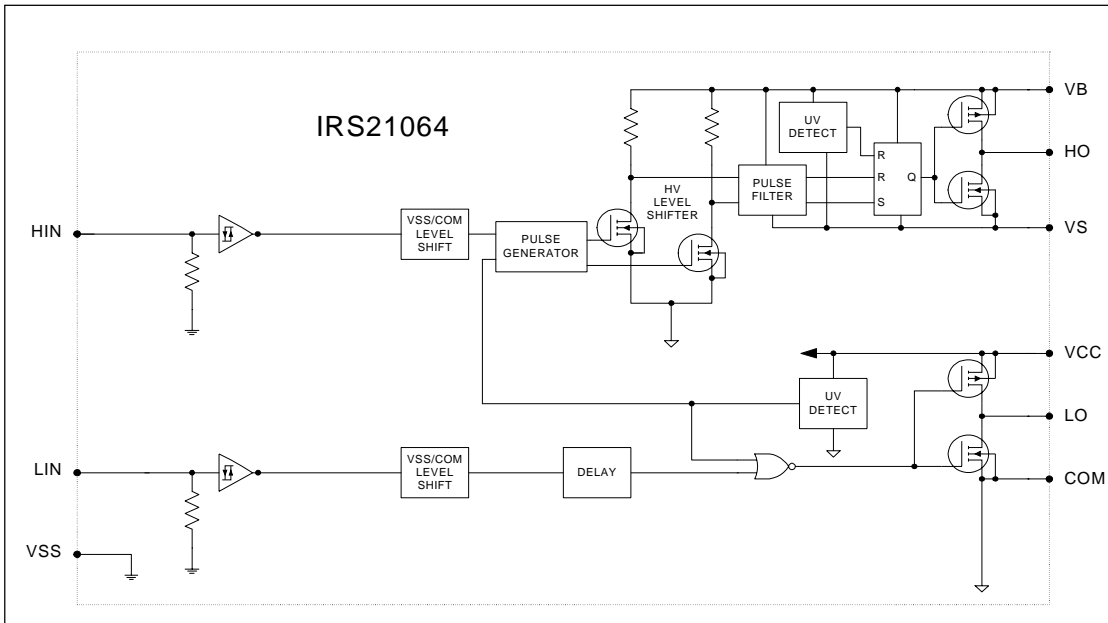 IRS21064
VB
UV
DETECT
HO
R
R
Q
S
PULSE
FILTER
HV
LEVEL
SHIFTER
VS
HIN
VSS/COM
LEVEL
SHIFT
PULSE
GENERATOR
VCC
UV
DETECT
LO
LIN
VSS/COM
LEVEL
SHIFT
DELAY
COM
VSS